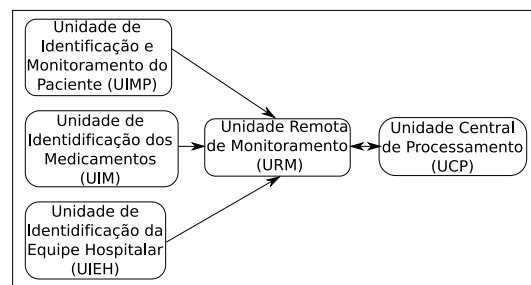 Unidade de
Identificação e
Monitoramento do
Paciente (UIMP)
Unidade de
Identidificação dos
Medicamentos
(UIM)
Unidade de
Identidificação da
Equipe Hospitalar
(UIEH)
Unidade Remota
de Monitoramento
(URM)
Unidade Central
de Processamento
(UCP)